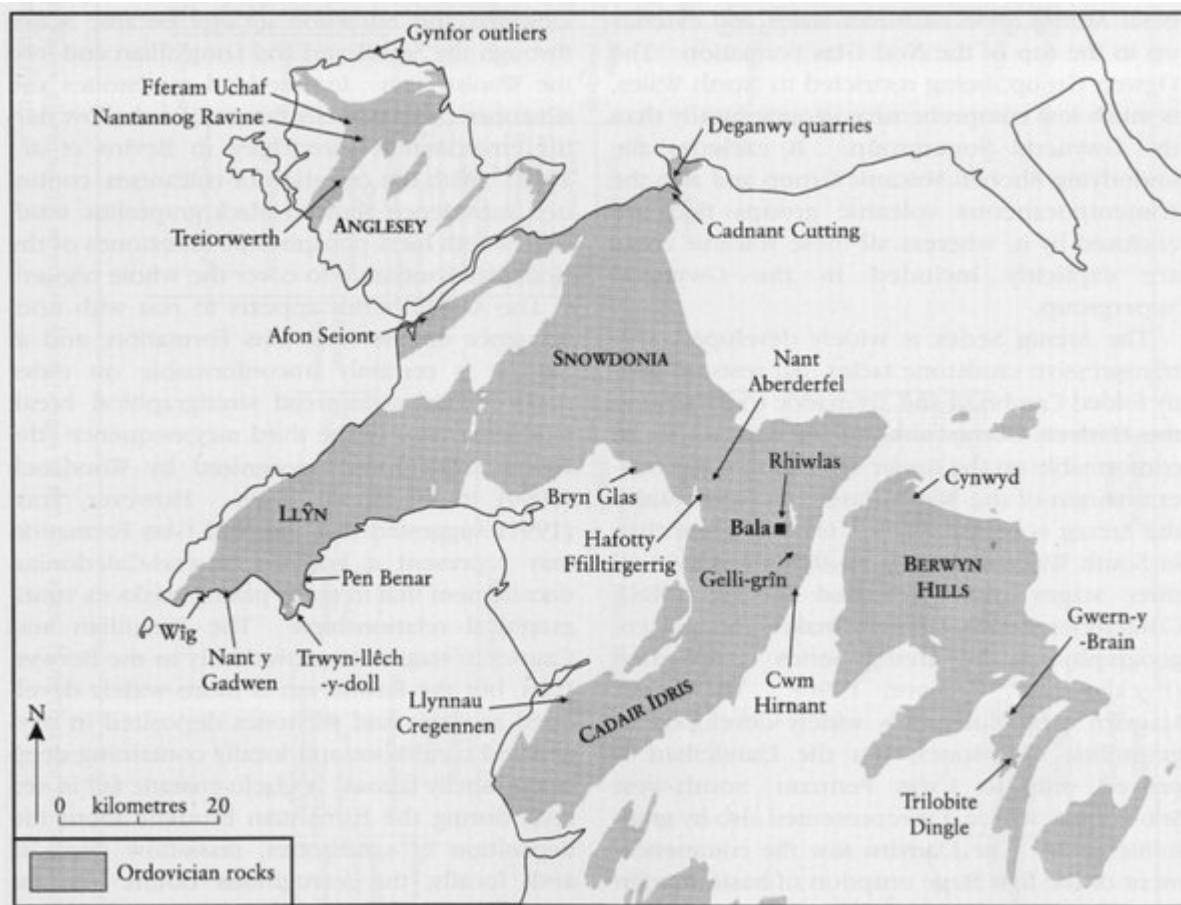 Gynfor outliers
Fferam Uchaf
Nantannog Ravine
Treiorwerth
ANGLESEY
Deganwy quarries
Cadnant Cutting
Afon Seiont
SNOWDONIA
Nant
Aberderfel
Rhiwlas
Cynwyd
Bryn Glas
LLŶN
Bala
Hafotty
Ffilltirgerrig
Gelli-grîn
BERWYN
HILLS
Pen Benar
Gwern-y
-Brain
Wig
Nant y
Gadwen
Trwyn-llêch
-y-doll
Llynnau
Cregennen
CADAIR IDRIS
Cwm
Hirnant
Trilobite
Dingle
N
0 kilometres 20
Ordovician rocks